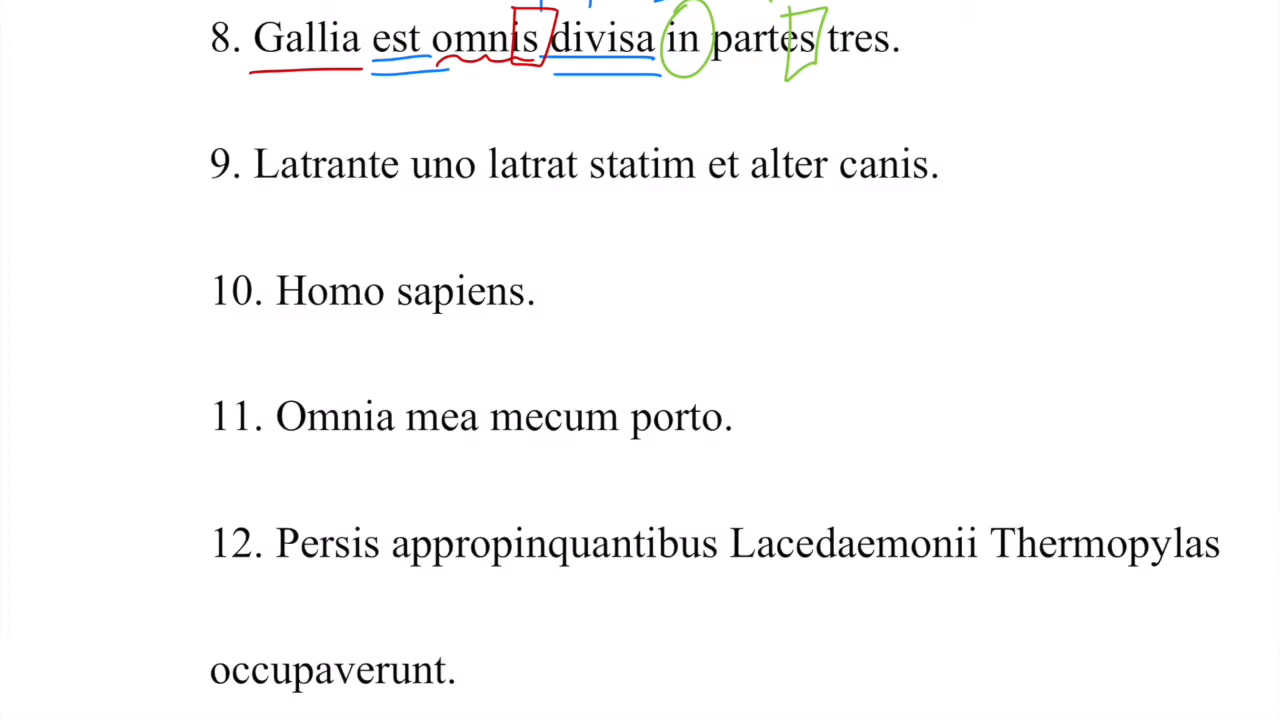 8. Gallia est omnis divisa in partes tres.
9. Latrante uno latrat statim et alter canis.
10. Homo sapiens.
11. Omnia mea mecum porto.
12. Persis appropinquantibus Lacedaemonii Thermopylas
occupaverunt.